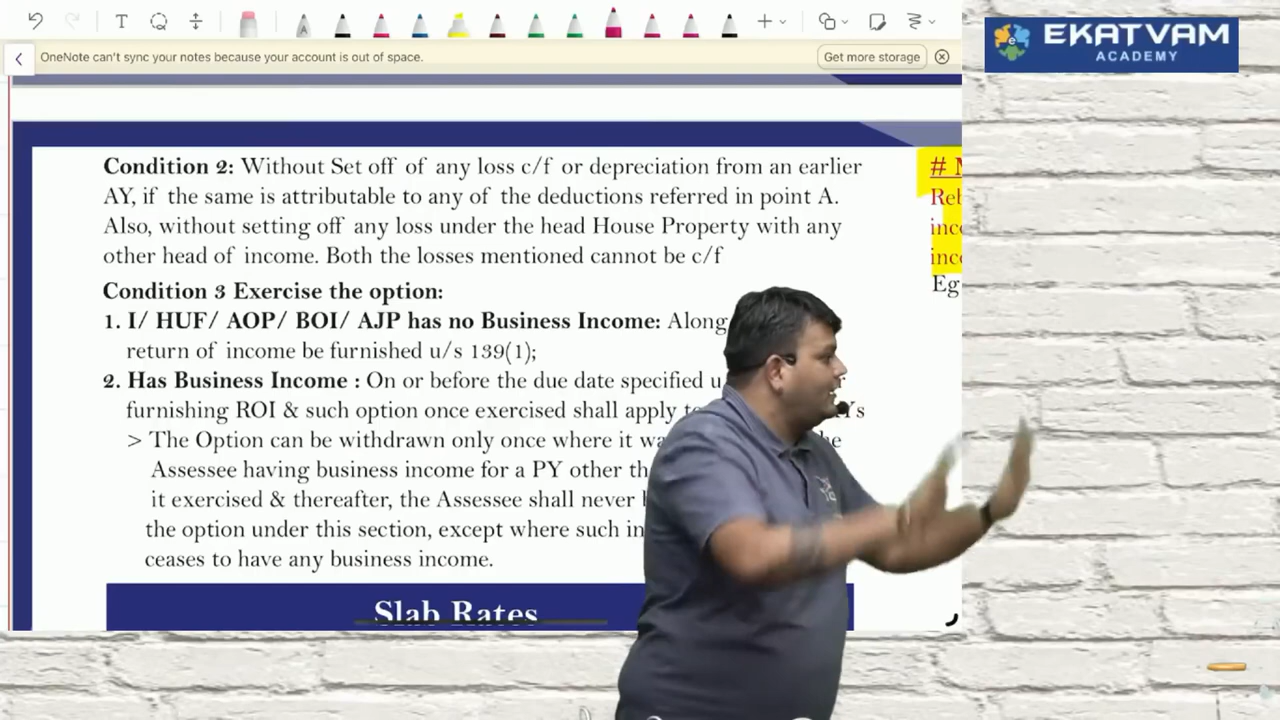 OneNote can't sync your notes because your account is out of space.
Get more storage
EKATVAM
ACADEMY
Condition 2: Without Set off of any loss c/f or depreciation from an earlier
AY, if the same is attributable to any of the deductions referred in point A.
Also, without setting off any loss under the head House Property with any
other head of income. Both the losses mentioned cannot be c/f
Condition 3 Exercise the option:
1. I/ HUF/ AOP/ BOI/ AJP has no Business Income: Along
return of income be furnished u/s 139(1);
2. Has Business Income : On or before the due date specified
furnishing ROI & such option once exercised shall apply
> The Option can be withdrawn only once where it
Assessee having business income for a PY other
it exercised & thereafter, the Assessee shall never
the option under this section, except where such
ceases to have any business income.
Slab Rates
#
Eg